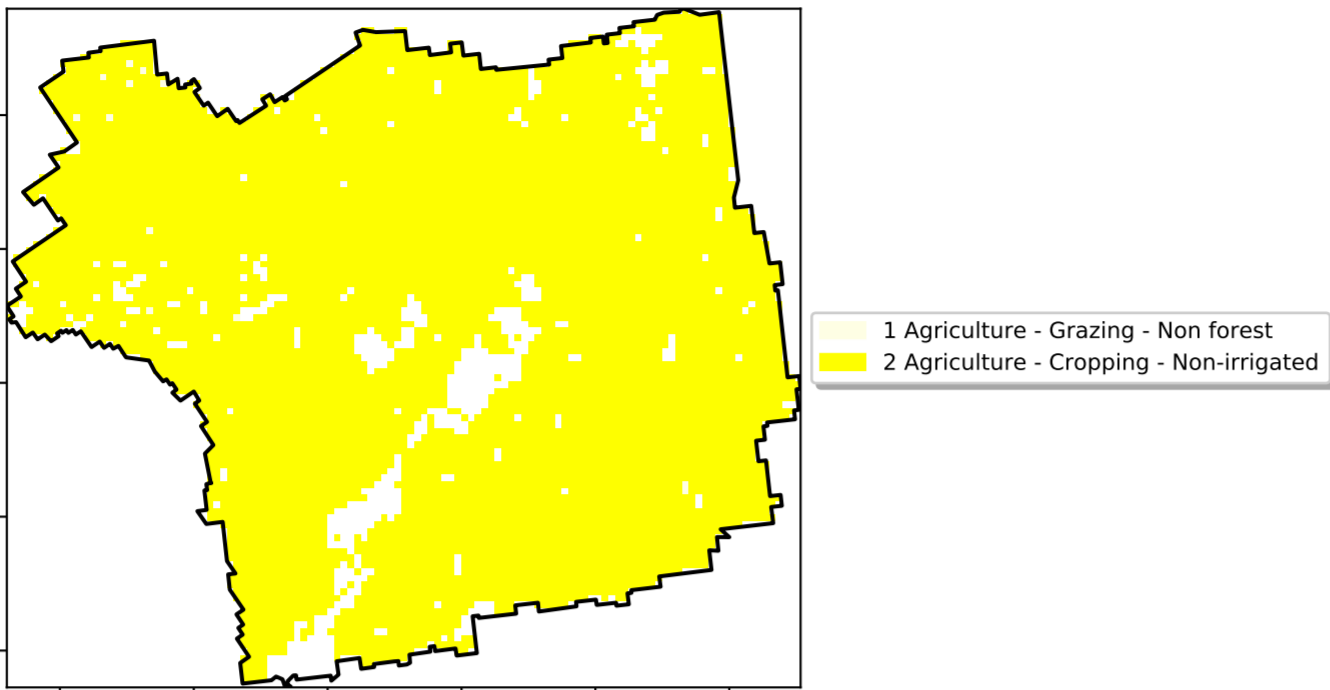 1 Agriculture - Grazing - Non forest
2 Agriculture - Cropping - Non-irrigated